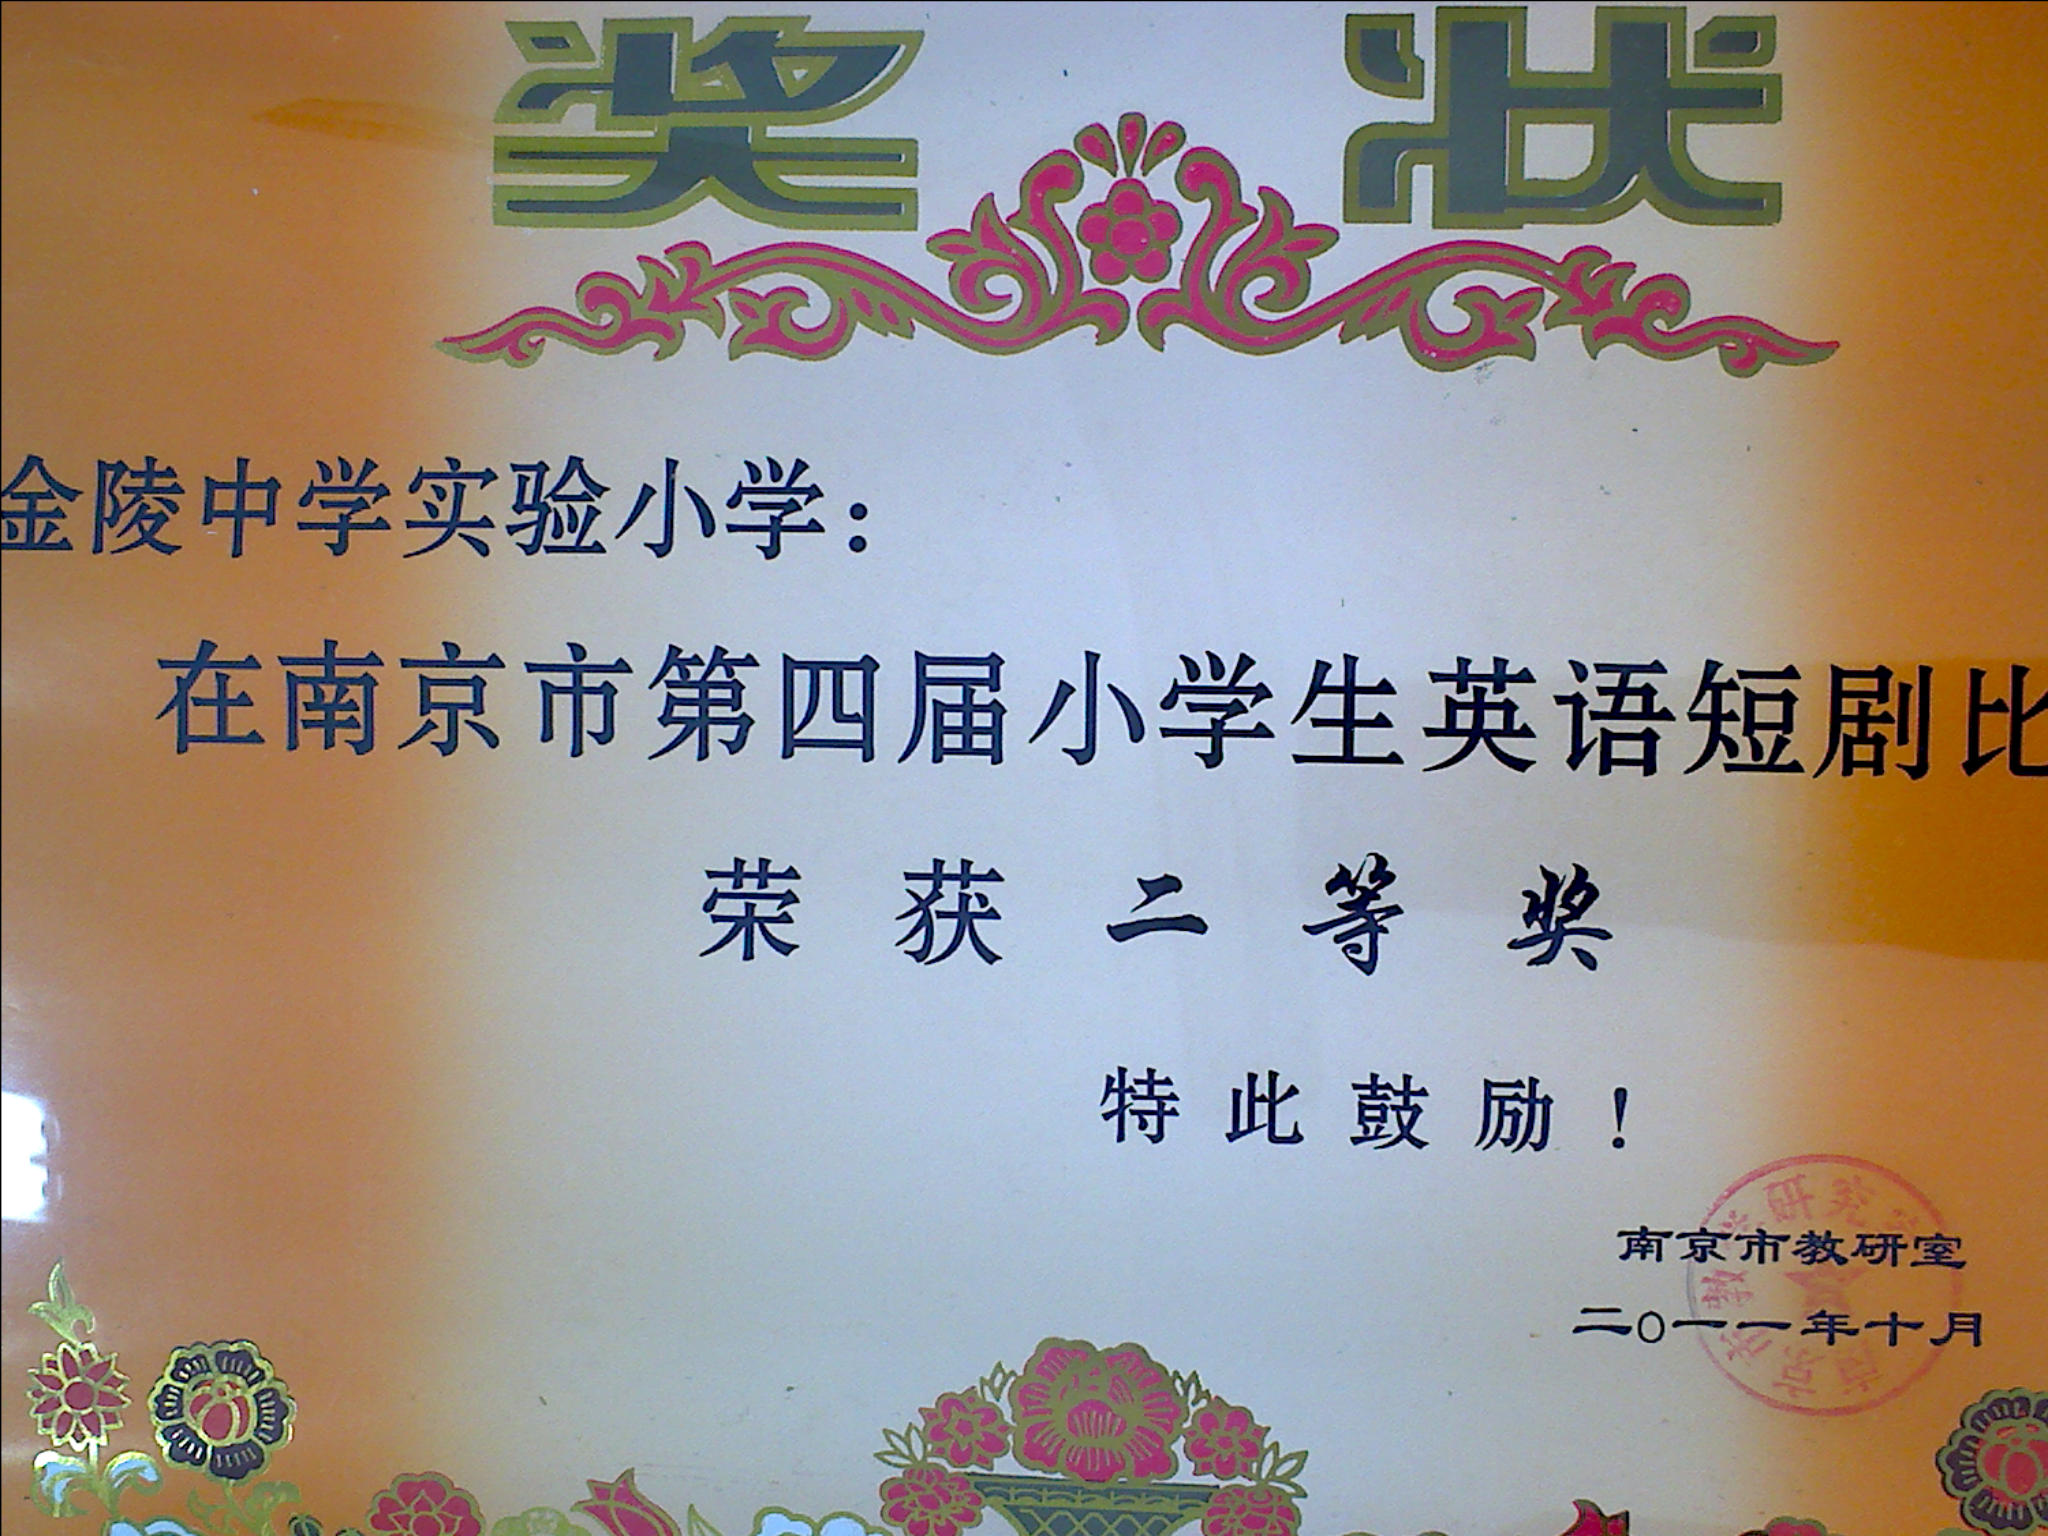 奖状
金陵中学实验小学：
在南京市第四届小学生英语短剧比
荣获二等奖
特此鼓励！
南京市教研室
二〇一一年十月